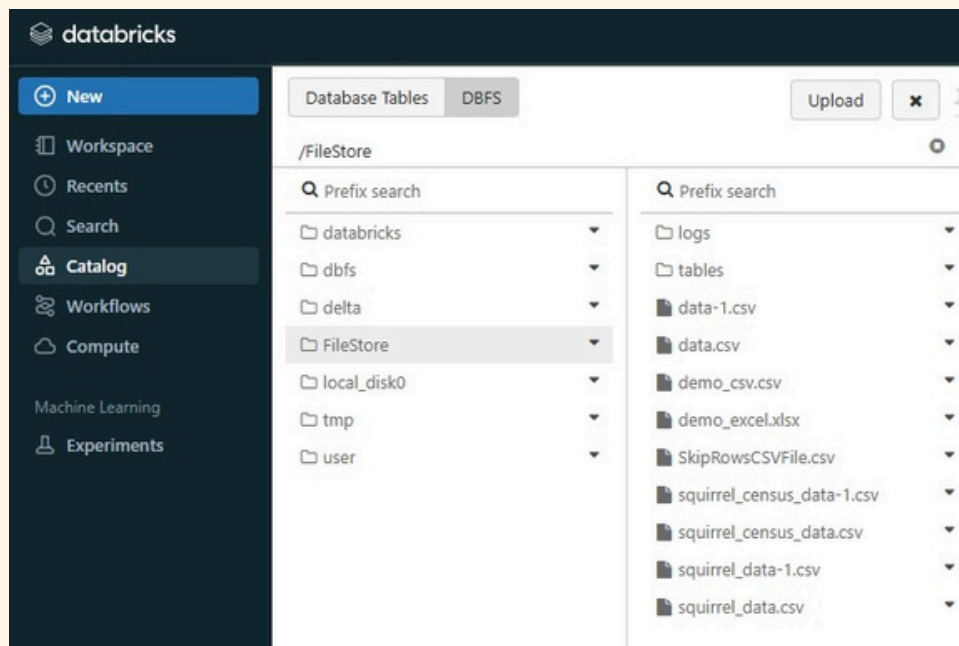 databricks
New
Workspace
Recents
Search
Catalog
Workflows
Compute
Machine Learning
Experiments
Database Tables
DBFS
Upload
/FileStore
Prefix search
databricks
dbfs
delta
FileStore
local_disk0
tmp
user
Prefix search
logs
tables
data-1.csv
data.csv
demo_csv.csv
demo_excel.xlsx
SkipRowsCSVFile.csv
squirrel_census_data-1.csv
squirrel_census_data.csv
squirrel_data-1.csv
squirrel_data.csv